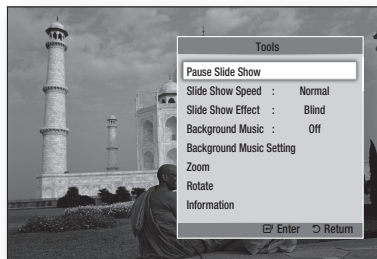 Tools
Pause Slide Show
Slide Show Speed : Normal
Slide Show Effect : Blind
Background Music : Off
Background Music Setting
Zoom
Rotate
Information
Enter Return